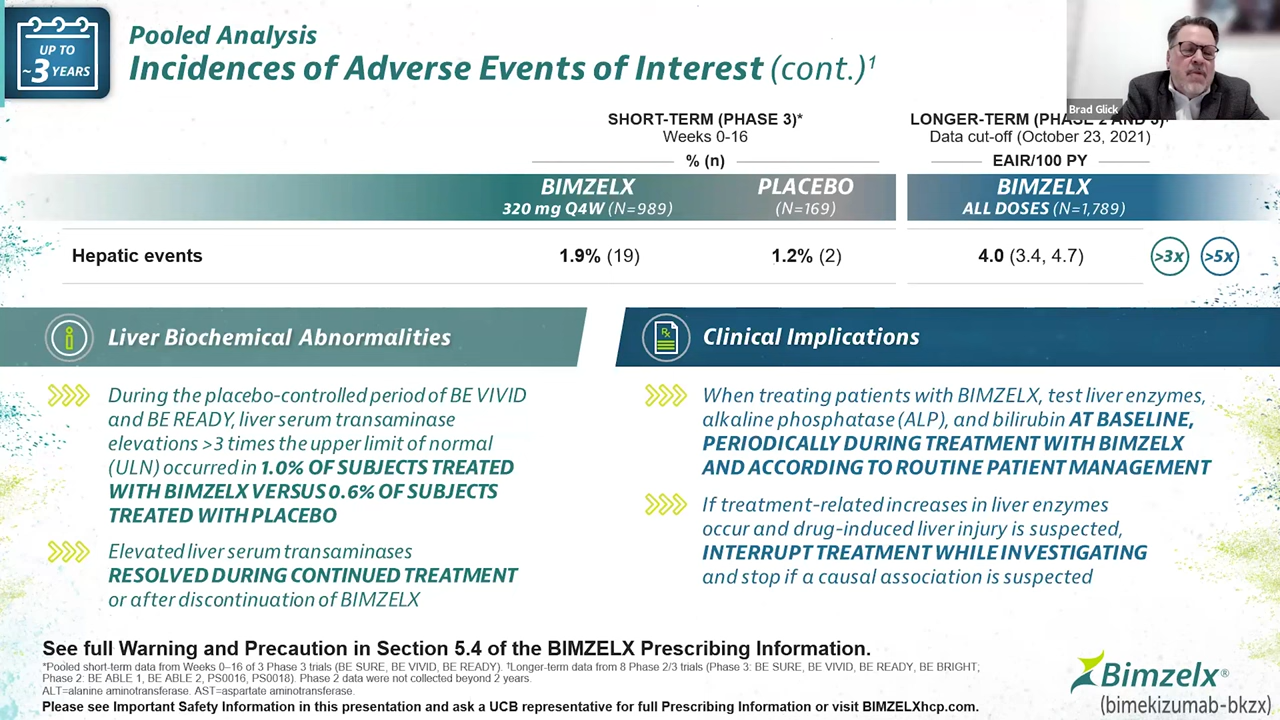 UP TO
~3 YEARS
Pooled Analysis
Incidences of Adverse Events of Interest (cont.)¹
Brad Glick
SHORT-TERM (PHASE 3)*
Weeks 0-16
% (n)
LONGER-TERM (PHASE 2 AND 3)†
Data cut-off (October 23, 2021)
EAIR/100 PY
BIMZELX
320 mg Q4W (N=989)
PLACEBO
(N=169)
BIMZELX
ALL DOSES (N=1,789)
Hepatic events 1.9% (19) 1.2% (2) 4.0 (3.4, 4.7) >3x >5x
Liver Biochemical Abnormalities
During the placebo-controlled period of BE VIVID
and BE READY, liver serum transaminase
elevations >3 times the upper limit of normal
(ULN) occurred in 1.0% OF SUBJECTS TREATED
WITH BIMZELX VERSUS 0.6% OF SUBJECTS
TREATED WITH PLACEBO
Elevated liver serum transaminases
RESOLVED DURING CONTINUED TREATMENT
or after discontinuation of BIMZELX
Rx
Clinical Implications
When treating patients with BIMZELX, test liver enzymes,
alkaline phosphatase (ALP), and bilirubin AT BASELINE,
PERIODICALLY DURING TREATMENT WITH BIMZELX
AND ACCORDING TO ROUTINE PATIENT MANAGEMENT
If treatment-related increases in liver enzymes
occur and drug-induced liver injury is suspected,
INTERRUPT TREATMENT WHILE INVESTIGATING
and stop if a causal association is suspected
See full Warning and Precaution in Section 5.4 of the BIMZELX Prescribing Information.
*Pooled short-term data from Weeks 0–16 of 3 Phase 3 trials (BE SURE, BE VIVID, BE READY). †Longer-term data from 8 Phase 2/3 trials (Phase 3: BE SURE, BE VIVID, BE READY, BE BRIGHT;
Phase 2: BE ABLE 1, BE ABLE 2, PS0016, PS0018). Phase 2 data were not collected beyond 2 years.
ALT=alanine aminotransferase. AST=aspartate aminotransferase.
Please see Important Safety Information in this presentation and ask a UCB representative for full Prescribing Information or visit BIMZELXhcp.com.
Bimzelx®
(bimekizumab-bkzx)